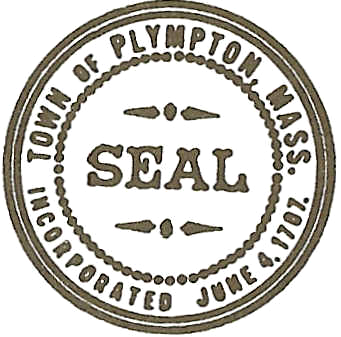 TOWN OF PLYMPTON, MASS.
SEAL
INCORPORATED JUNE 4, 1707.